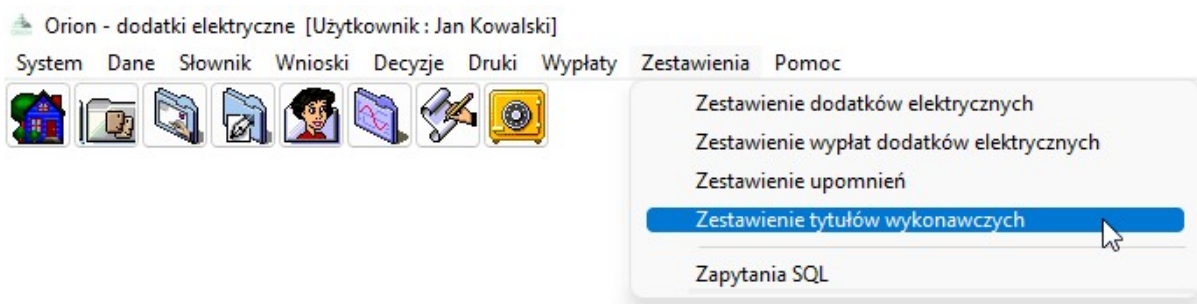 Orion - dodatki elektryczne [Użytkownik : Jan Kowalski]
System Dane Słownik Wnioski Decyzje Druki Wypłaty Zestawienia Pomoc
Zestawienie dodatków elektrycznych
Zestawienie wypłat dodatków elektrycznych
Zestawienie upomnień
Zestawienie tytułów wykonawczych
Zapytania SQL